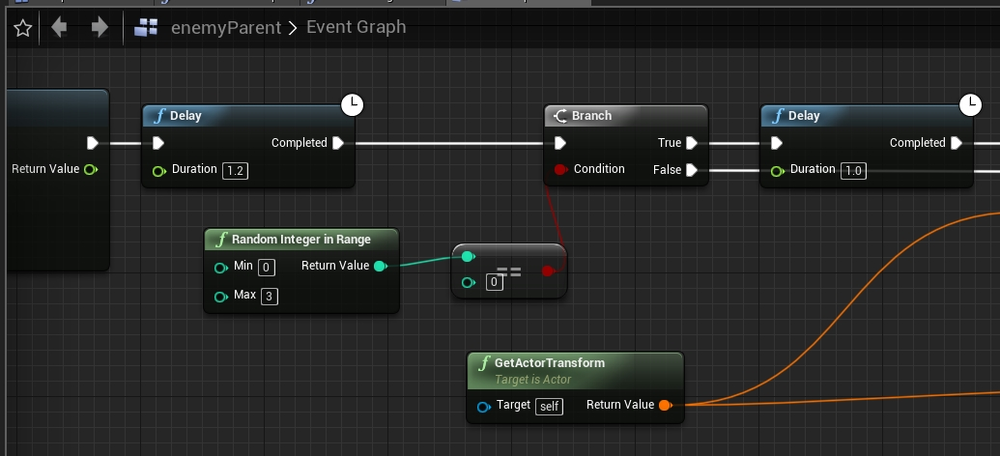 enemyParent > Event Graph
Delay
Completed
Return Value
Duration 1.2
Branch
True
Condition
False
Delay
Completed
Duration 1.0
Random Integer in Range
Min 0
Return Value
Max 3
==
0
GetActorTransform
Target is Actor
Target self
Return Value